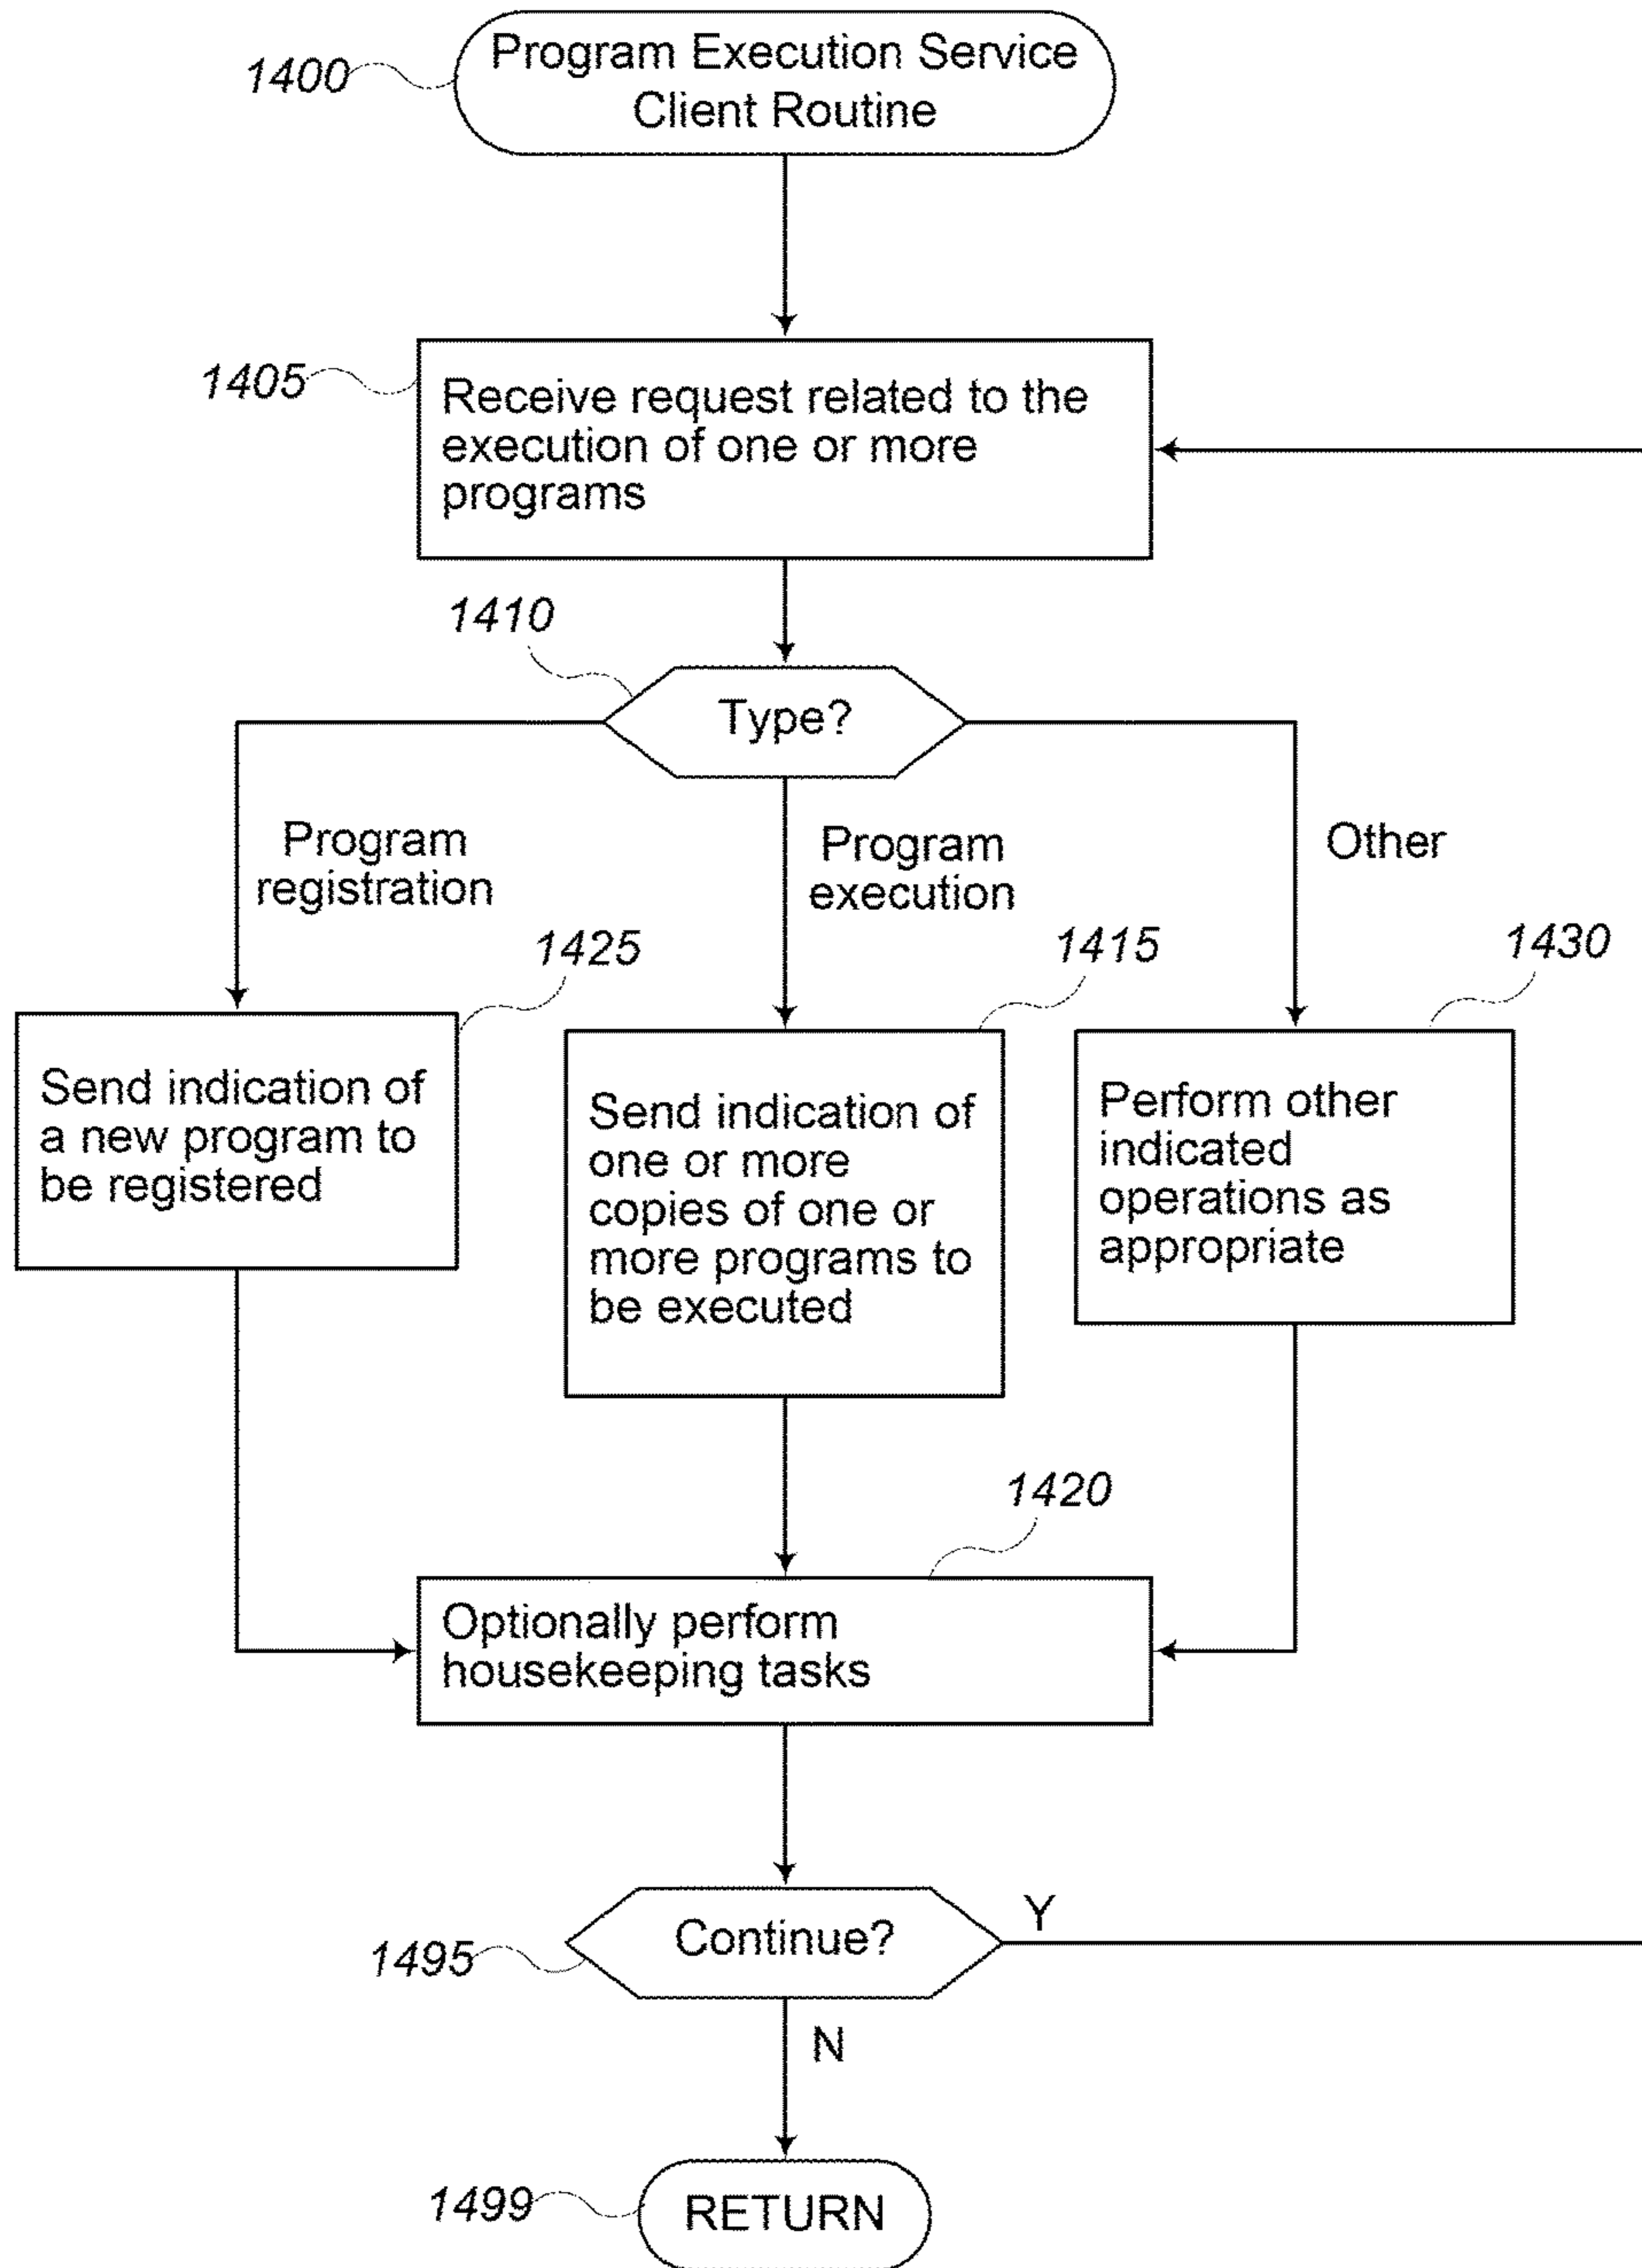 1400
Program Execution Service
Client Routine
1405
Receive request related to the
execution of one or more
programs
1410
Type?
Program
registration
Program
execution
Other
1425
Send indication of
a new program to
be registered
1415
Send indication of
one or more
copies of one or
more programs to
be executed
1430
Perform other
indicated
operations as
appropriate
1420
Optionally perform
housekeeping tasks
1495
Continue?
Y
N
1499
RETURN